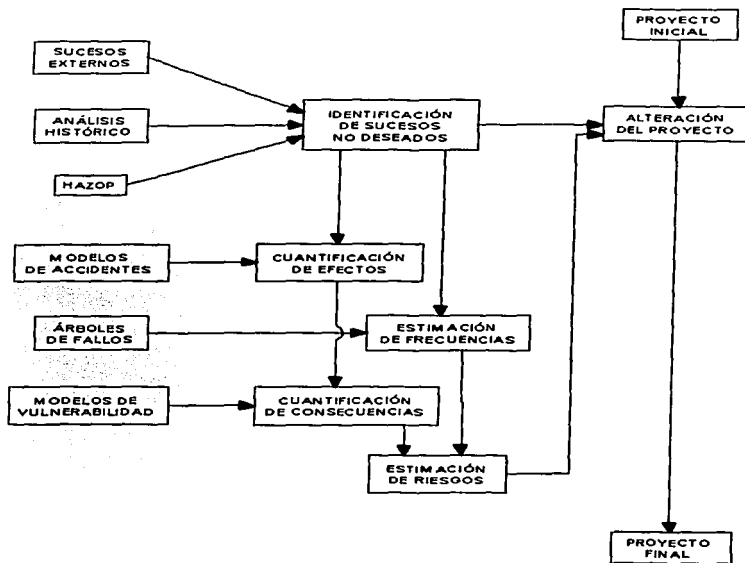 PROYECTO
INICIAL
SUCESOS
EXTERNOS
ANÁLISIS
HISTÓRICO
IDENTIFICACIÓN
DE SUCESOS
NO DESEADOS
ALTERACIÓN
DEL PROYECTO
HAZOP
MODELOS
DE ACCIDENTES
CUANTIFICACIÓN
DE EFECTOS
ÁRBOLES
DE FALLOS
ESTIMACIÓN
DE FRECUENCIAS
MODELOS DE
VULNERABILIDAD
CUANTIFICACIÓN
DE CONSECUENCIAS
ESTIMACIÓN
DE RIESGOS
PROYECTO
FINAL